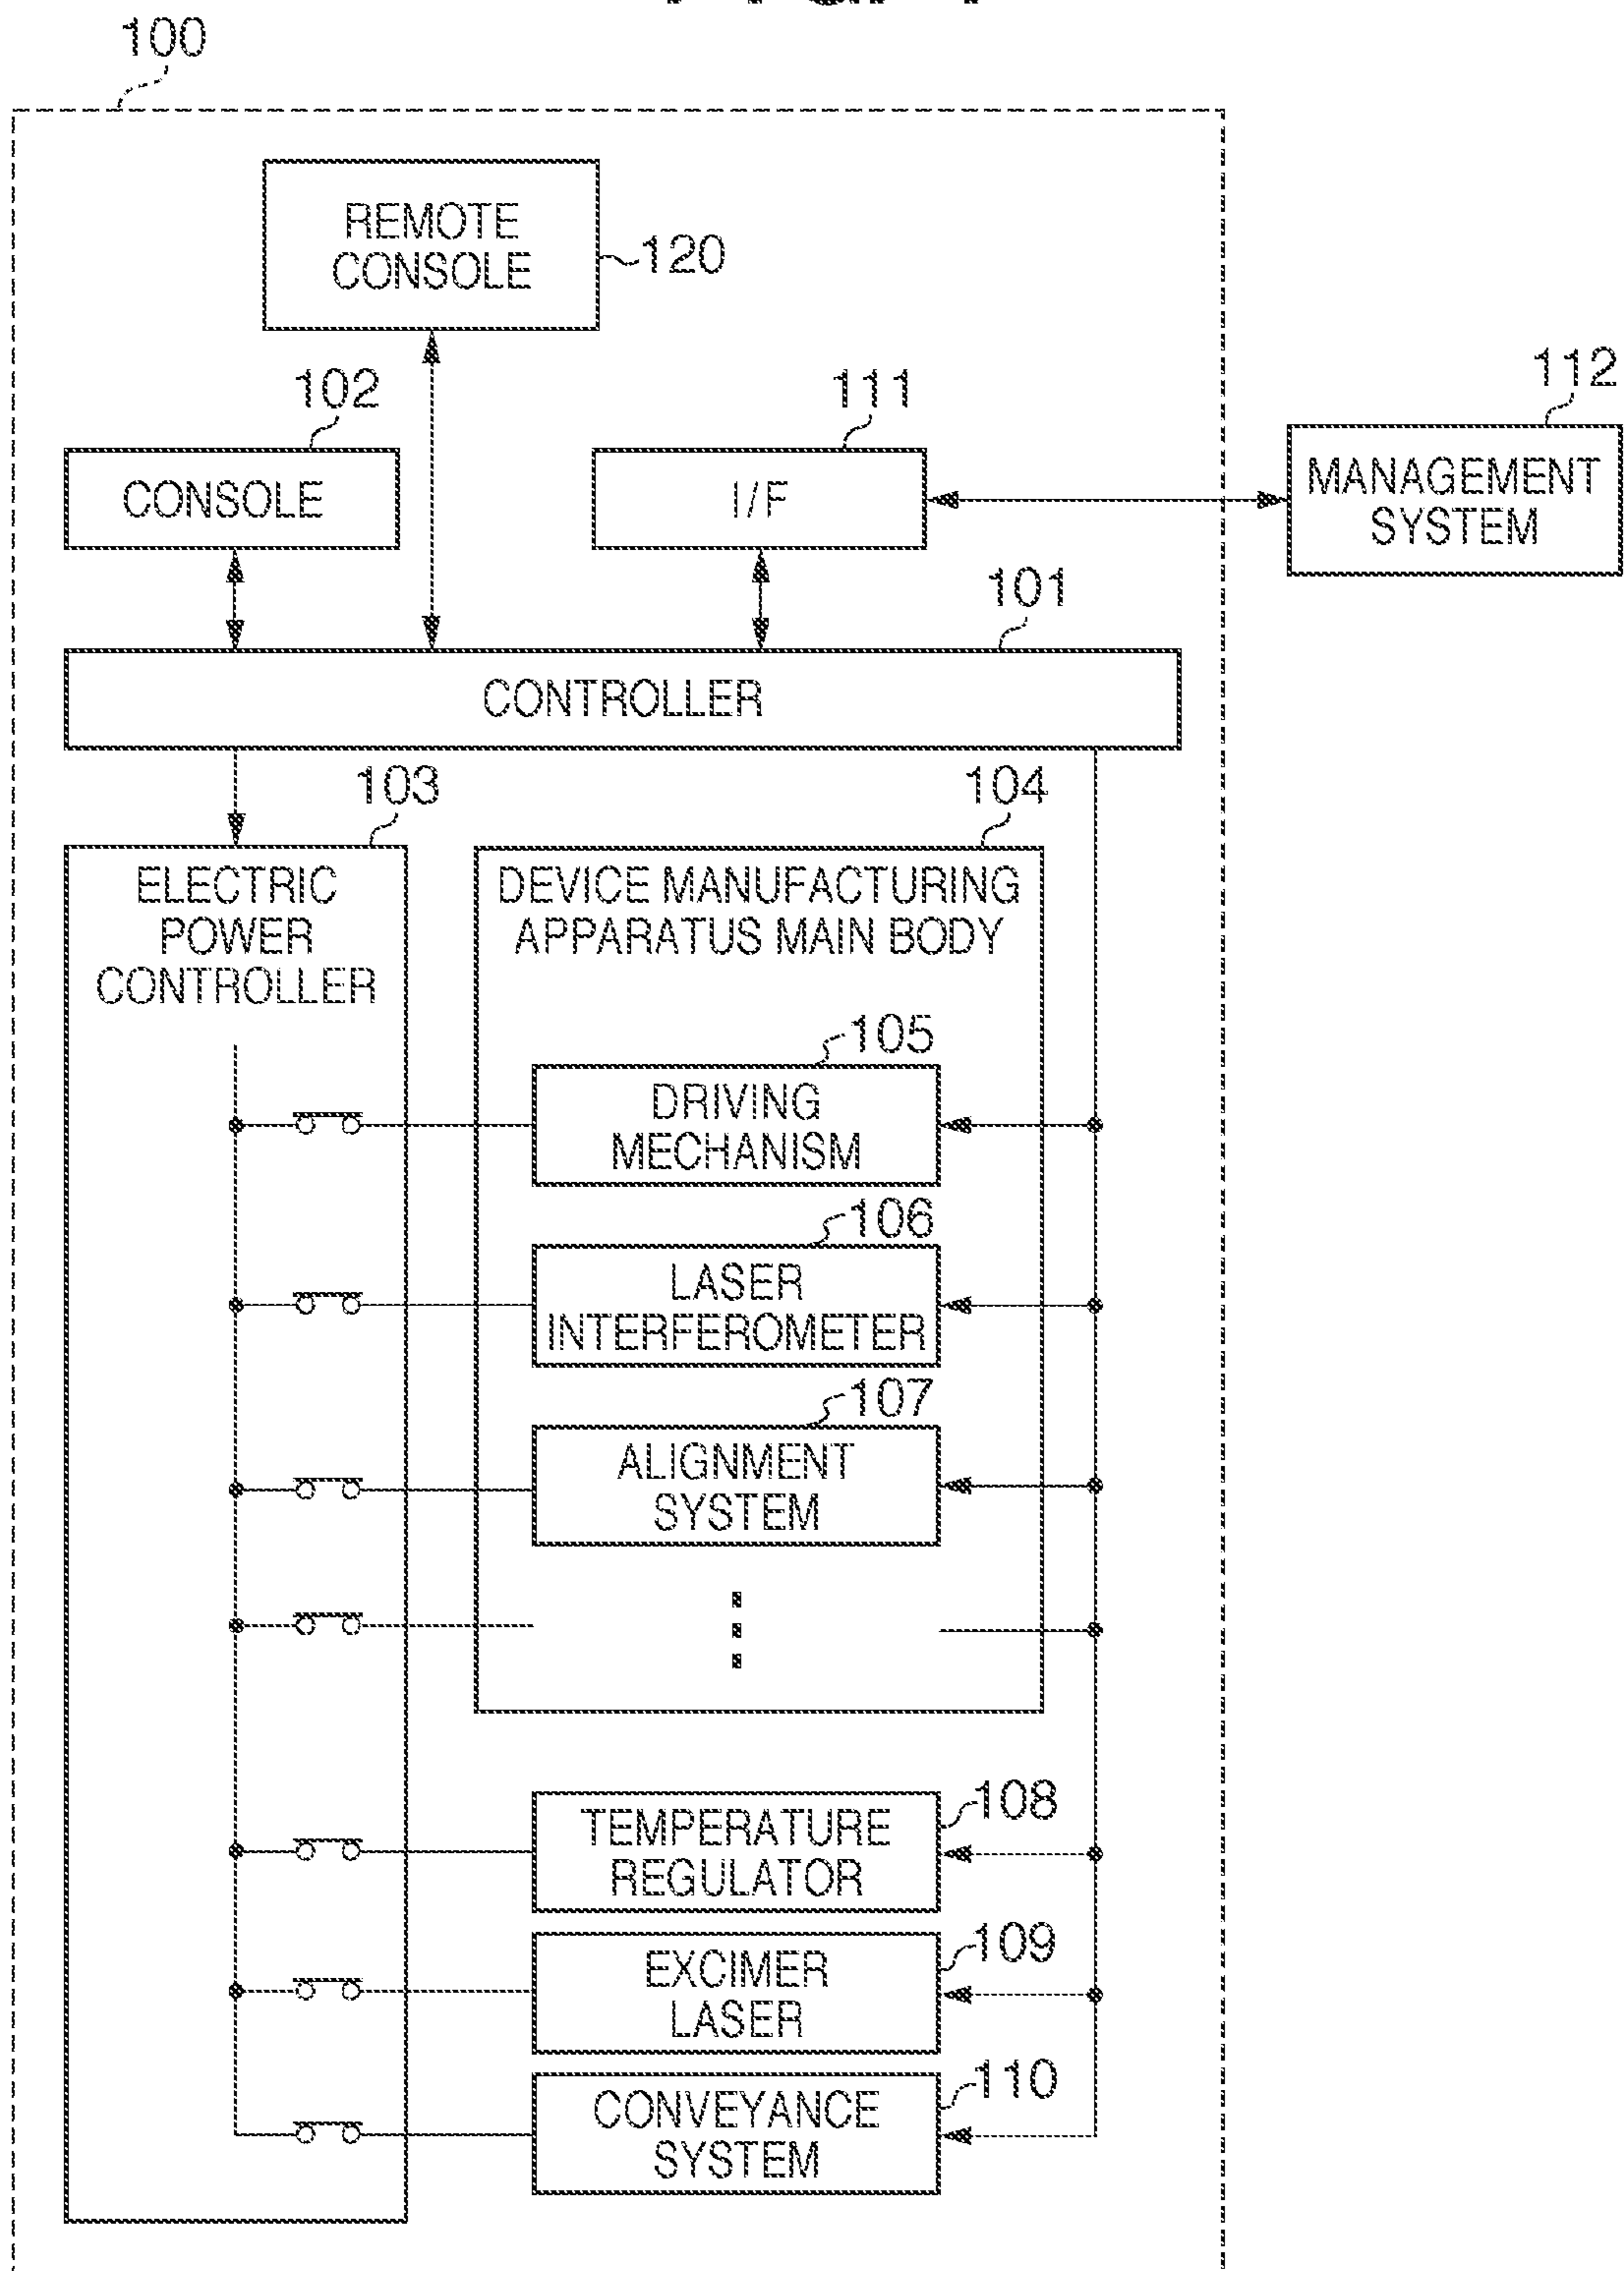 100
REMOTE
CONSOLE
120
102
111
112
CONSOLE
I/F
MANAGEMENT
SYSTEM
101
CONTROLLER
103
104
ELECTRIC
POWER
CONTROLLER
DEVICE MANUFACTURING
APPARATUS MAIN BODY
105
DRIVING
MECHANISM
106
LASER
INTERFEROMETER
107
ALIGNMENT
SYSTEM
108
TEMPERATURE
REGULATOR
109
EXCIMER
LASER
110
CONVEYANCE
SYSTEM